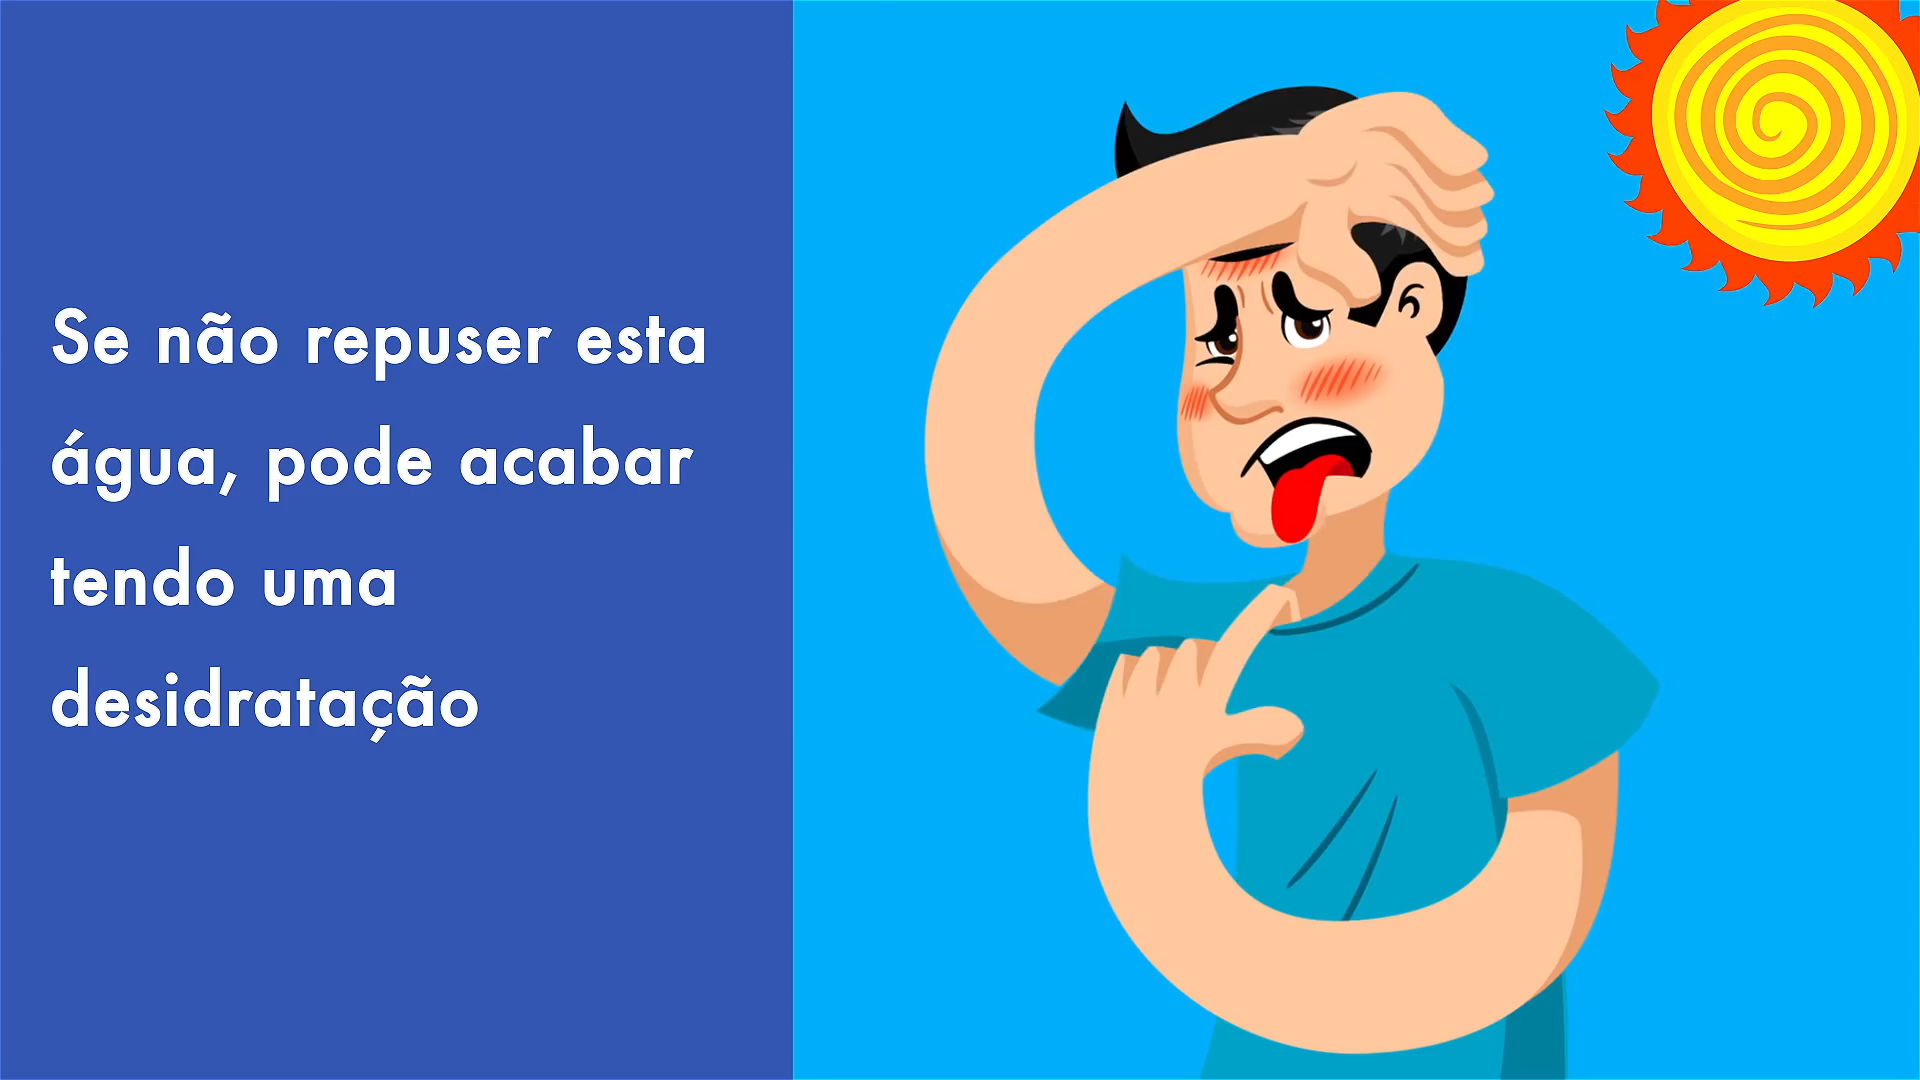 Se não repuser esta
água, pode acabar
tendo uma
desidratação